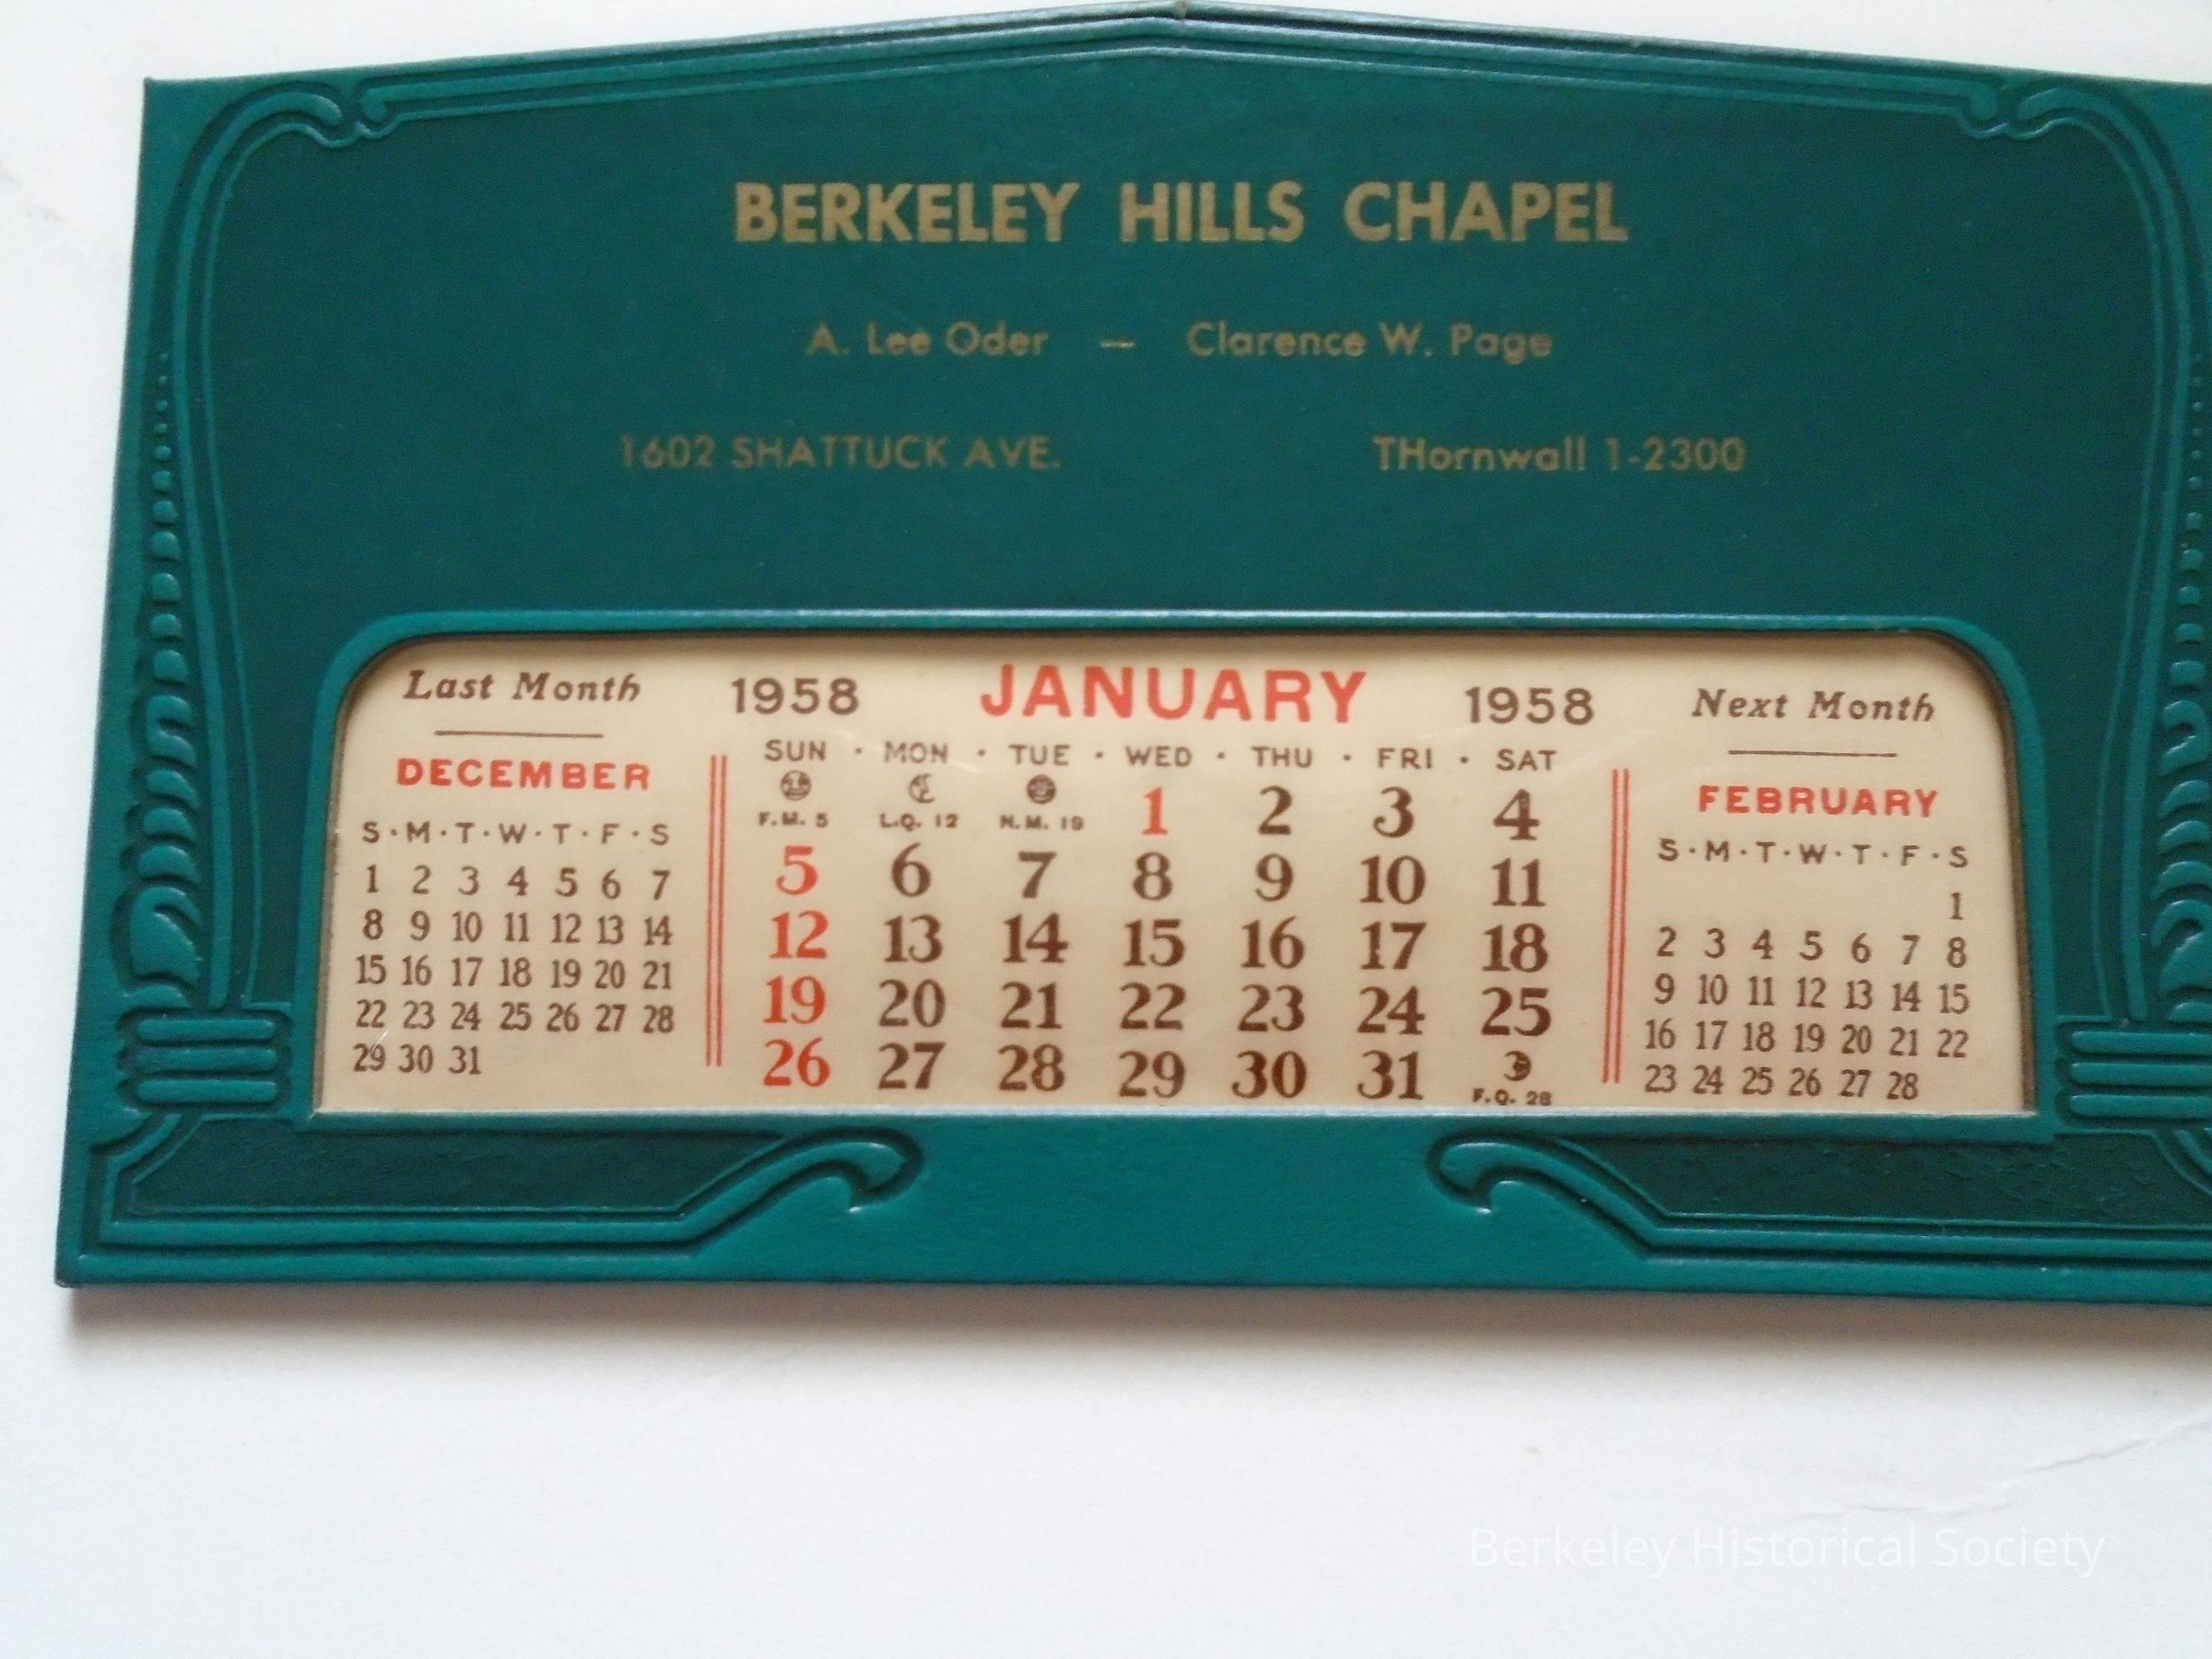 BERKELEY HILLS CHAPEL
A. Lee Oder — Clarence W. Page
1602 SHATTUCK AVE. THornwall 1-2300
Last Month
DECEMBER
S·M·T·W·T·F·S
1 2 3 4 5 6 7
8 9 10 11 12 13 14
15 16 17 18 19 20 21
22 23 24 25 26 27 28
29 30 31
1958 JANUARY 1958
SUN · MON · TUE · WED · THU · FRI · SAT
F.M. 5 L.Q. 12 N.M. 19 1 2 3 4
5 6 7 8 9 10 11
12 13 14 15 16 17 18
19 20 21 22 23 24 25
26 27 28 29 30 31 F.Q. 28
Next Month
FEBRUARY
S·M·T·W·T·F·S
1
2 3 4 5 6 7 8
9 10 11 12 13 14 15
16 17 18 19 20 21 22
23 24 25 26 27 28
Berkeley Historical Society